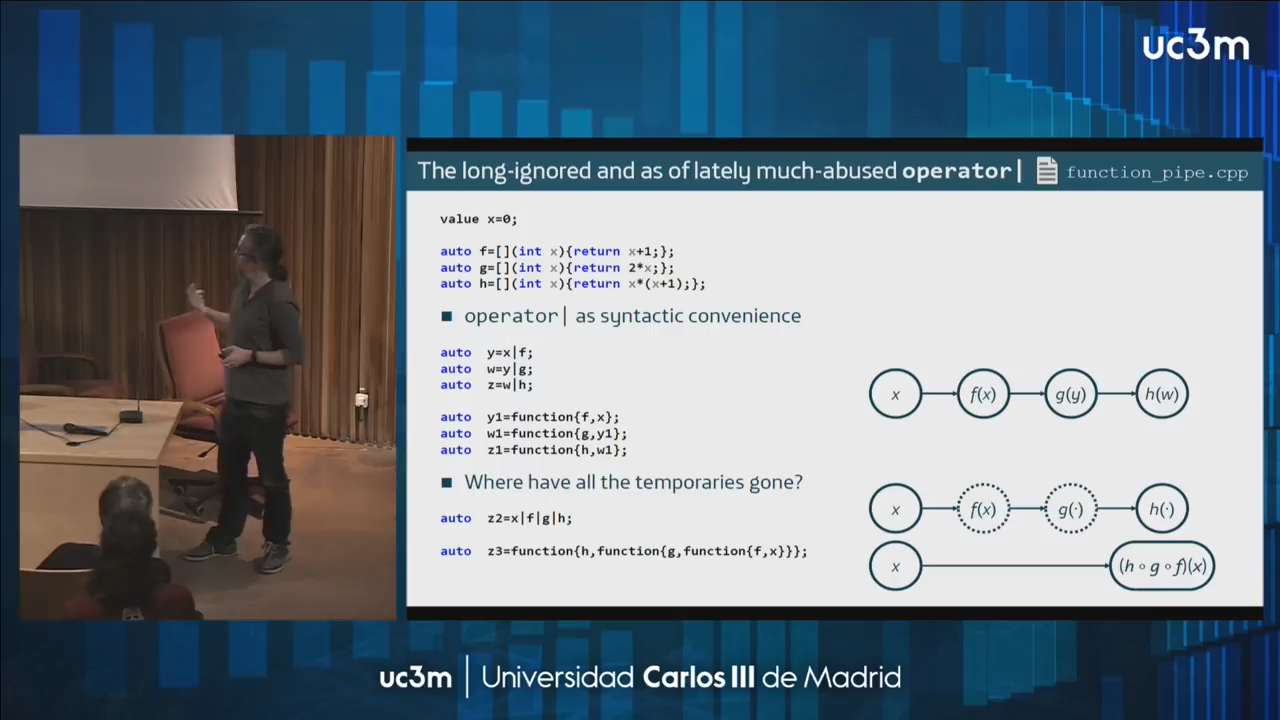 uc3m
The long-ignored and as of lately much-abused operator| function_pipe.cpp
value x=0;
auto f=[](int x){return x+1;};
auto g=[](int x){return 2*x;};
auto h=[](int x){return x*(x+1);};
■ operator| as syntactic convenience
auto y=x|f;
auto w=y|g;
auto z=w|h;
x f(x) g(y) h(w)
auto y1=function{f,x};
auto w1=function{g,y1};
auto z1=function{h,w1};
■ Where have all the temporaries gone?
auto z2=x|f|g|h;
x f(x) g(·) h(·)
auto z3=function{h,function{g,function{f,x}}};
x (h∘g∘f)(x)
uc3m | Universidad Carlos III de Madrid